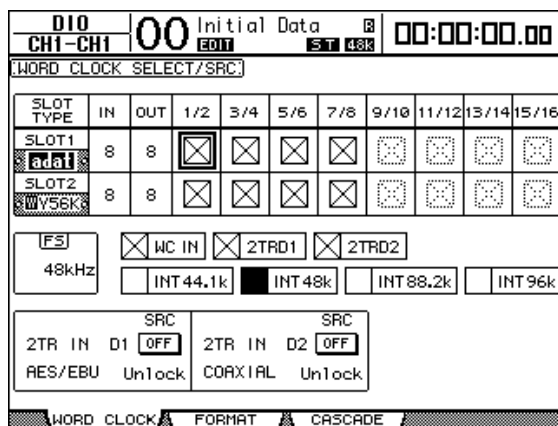 DIO
CH1-CH1
00 Initial Data
EDIT ST 48k
00:00:00.00
WORD CLOCK SELECT/SRC
SLOT TYPE IN OUT 1/2 3/4 5/6 7/8 9/10 11/12 13/14 15/16
SLOT1
adat 8 8
SLOT2
WY56K 8 8
FS
48kHz
WC IN 2TRD1 2TRD2
INT44.1k INT48k INT88.2k INT96k
SRC SRC
2TR IN D1 OFF 2TR IN D2 OFF
AES/EBU Unlock COAXIAL Unlock
WORD CLOCK FORMAT CASCADE